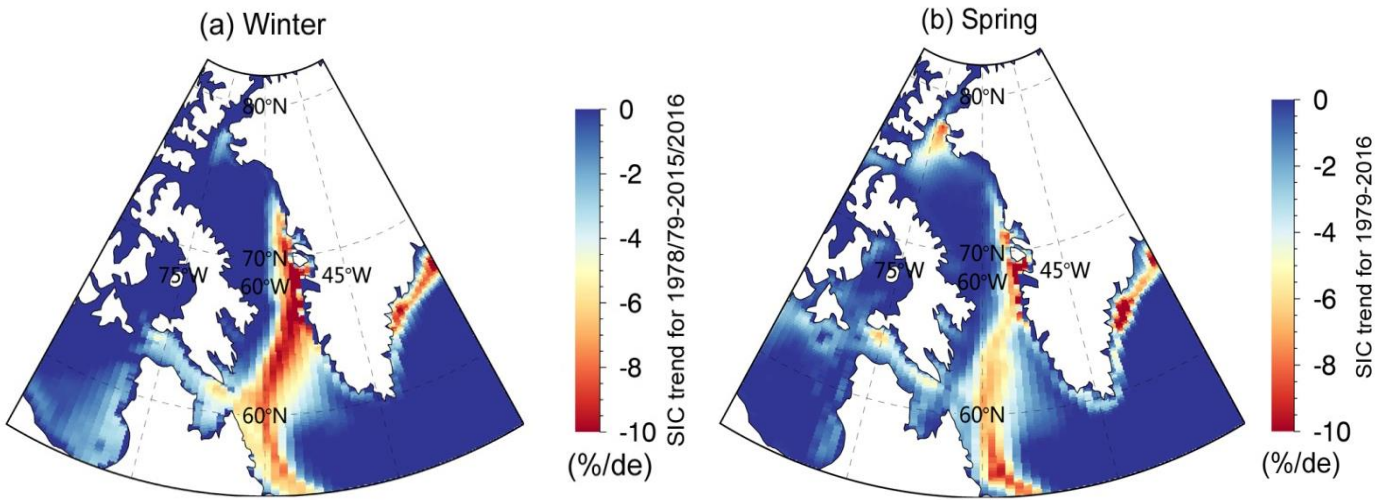 (a) Winter
80°N
70°N
75°W
60°W
45°W
60°N
0
-2
-4
-6
-8
-10
(%/de)
SIC trend for 1978/79-2015/2016
(b) Spring
80°N
70°N
75°W
60°W
45°W
60°N
0
-2
-4
-6
-8
-10
(%/de)
SIC trend for 1979-2016